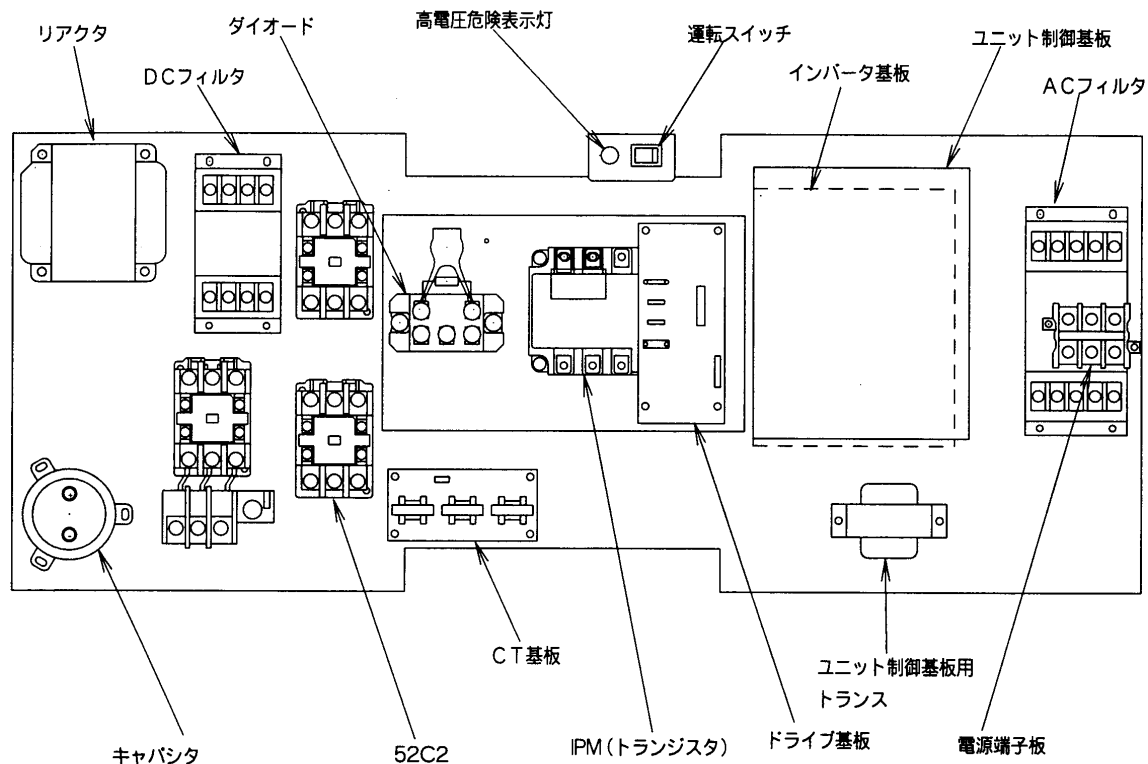 高電圧危険表示灯
ダイオード
運転スイッチ
リアクタ
ユニット制御基板
インバータ基板
DCフィルタ
ACフィルタ
CT基板
ユニット制御基板用
トランス
キャパシタ
52C2
IPM(トランジスタ)
ドライブ基板
電源端子板